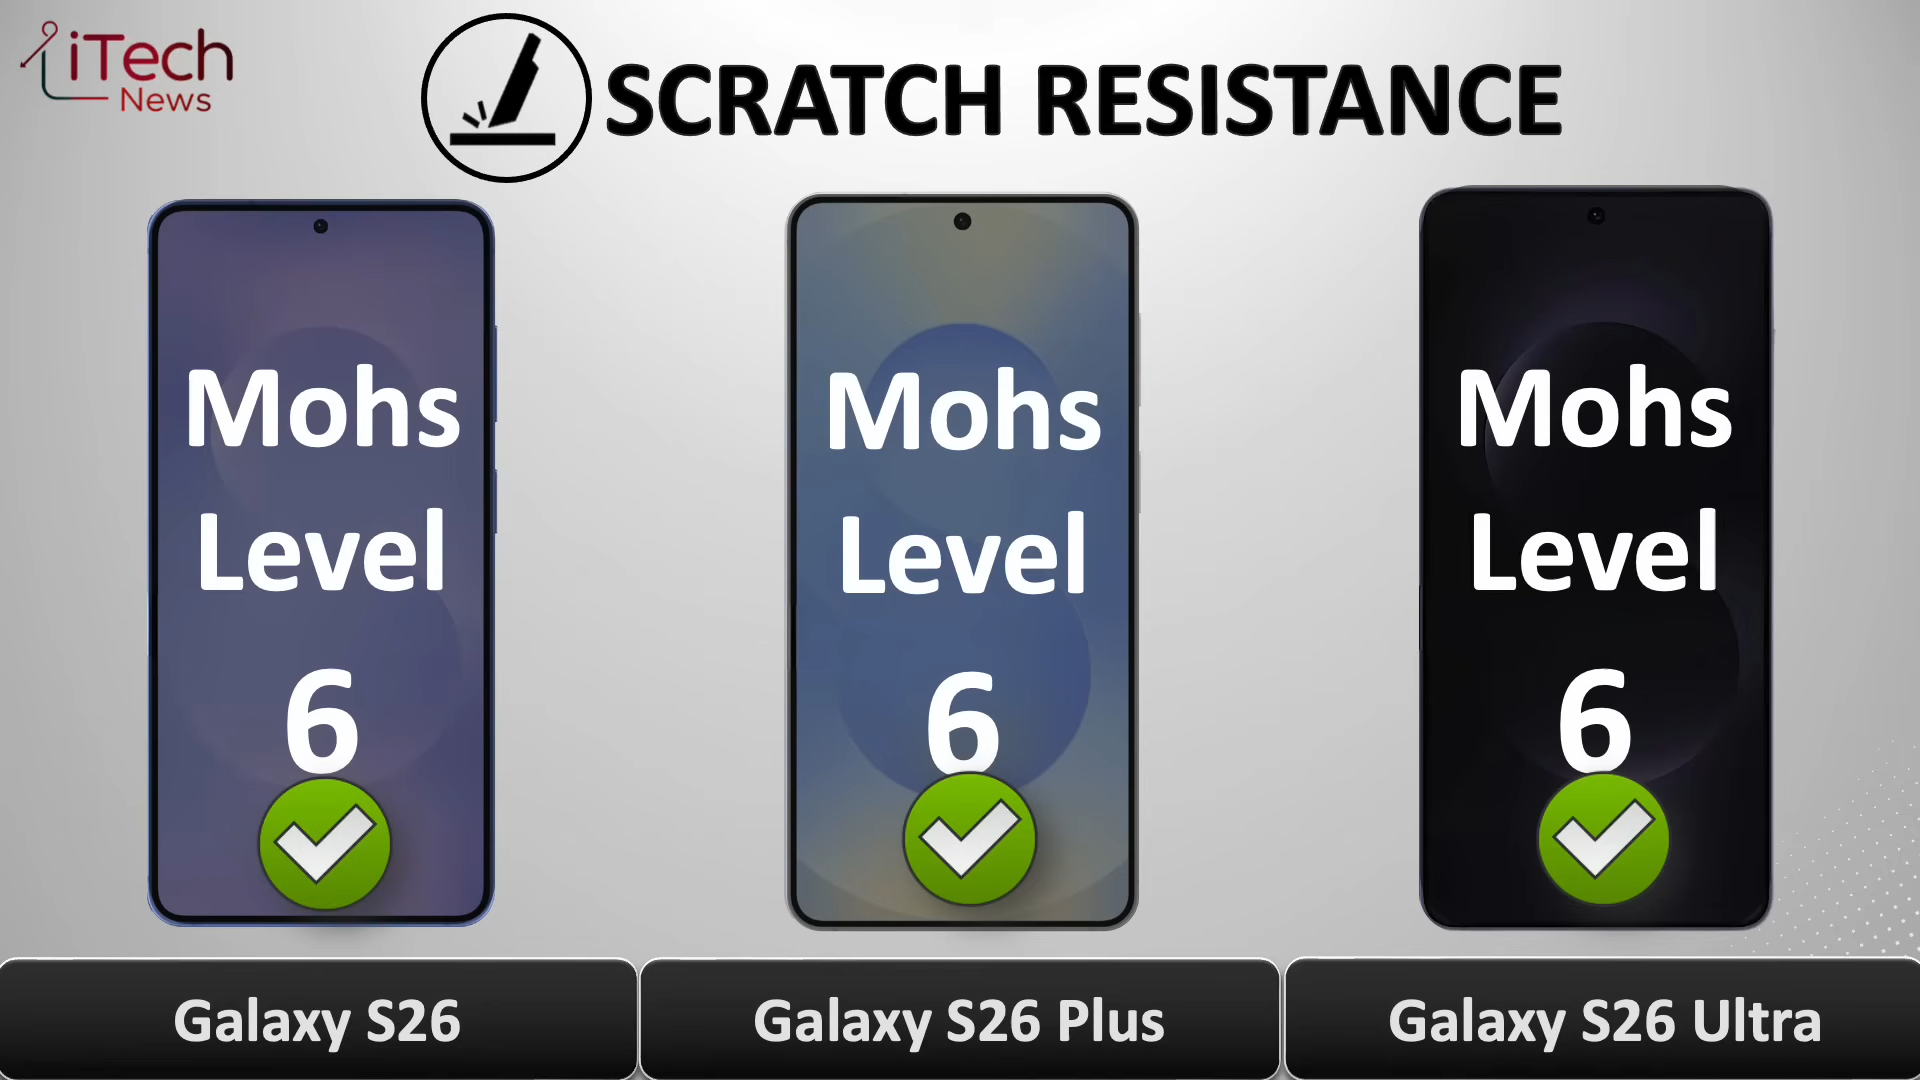 iTech
News
SCRATCH RESISTANCE
Mohs
Level
6
Mohs
Level
6
Mohs
Level
6
Galaxy S26
Galaxy S26 Plus
Galaxy S26 Ultra